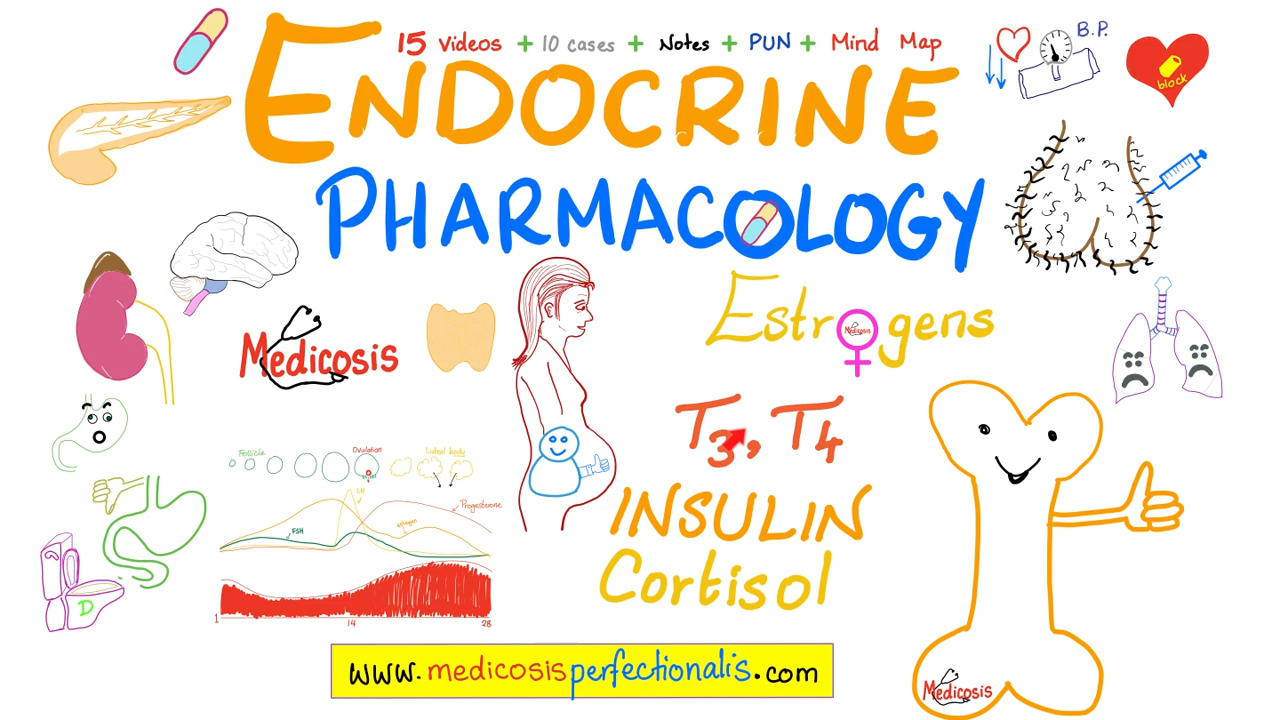 15 Videos + 10 cases + Notes + PUN + Mind Map
ENDOCRINE
PHARMACOLOGY
B.P.
block
Estrogens
Medicosis
Medicosis
T3, T4
INSULIN
Cortisol
Follicle
Ovulation
Luteal body
LH
Progesterone
estrogen
FSH
1 14 28
D
www.medicosisperfectionalis.com
Medicosis